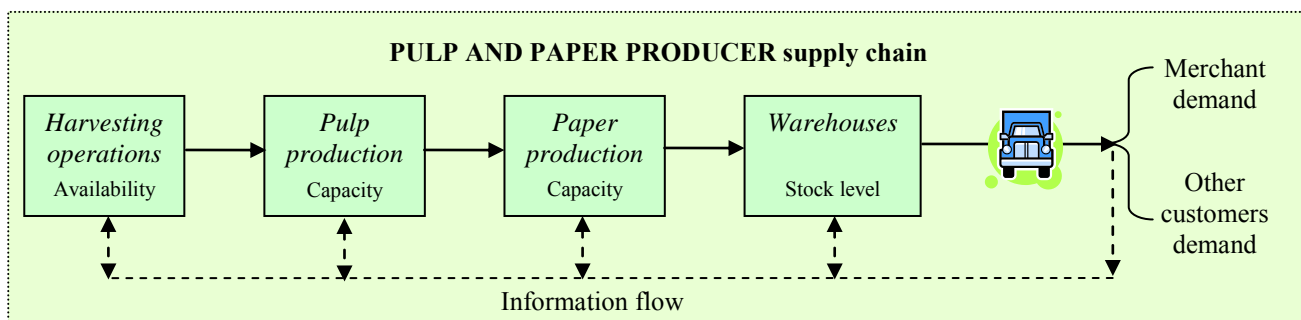 PULP AND PAPER PRODUCER supply chain
Harvesting
operations
Availability
Pulp
production
Capacity
Paper
production
Capacity
Warehouses
Stock level
Merchant
demand
Other
customers
demand
Information flow